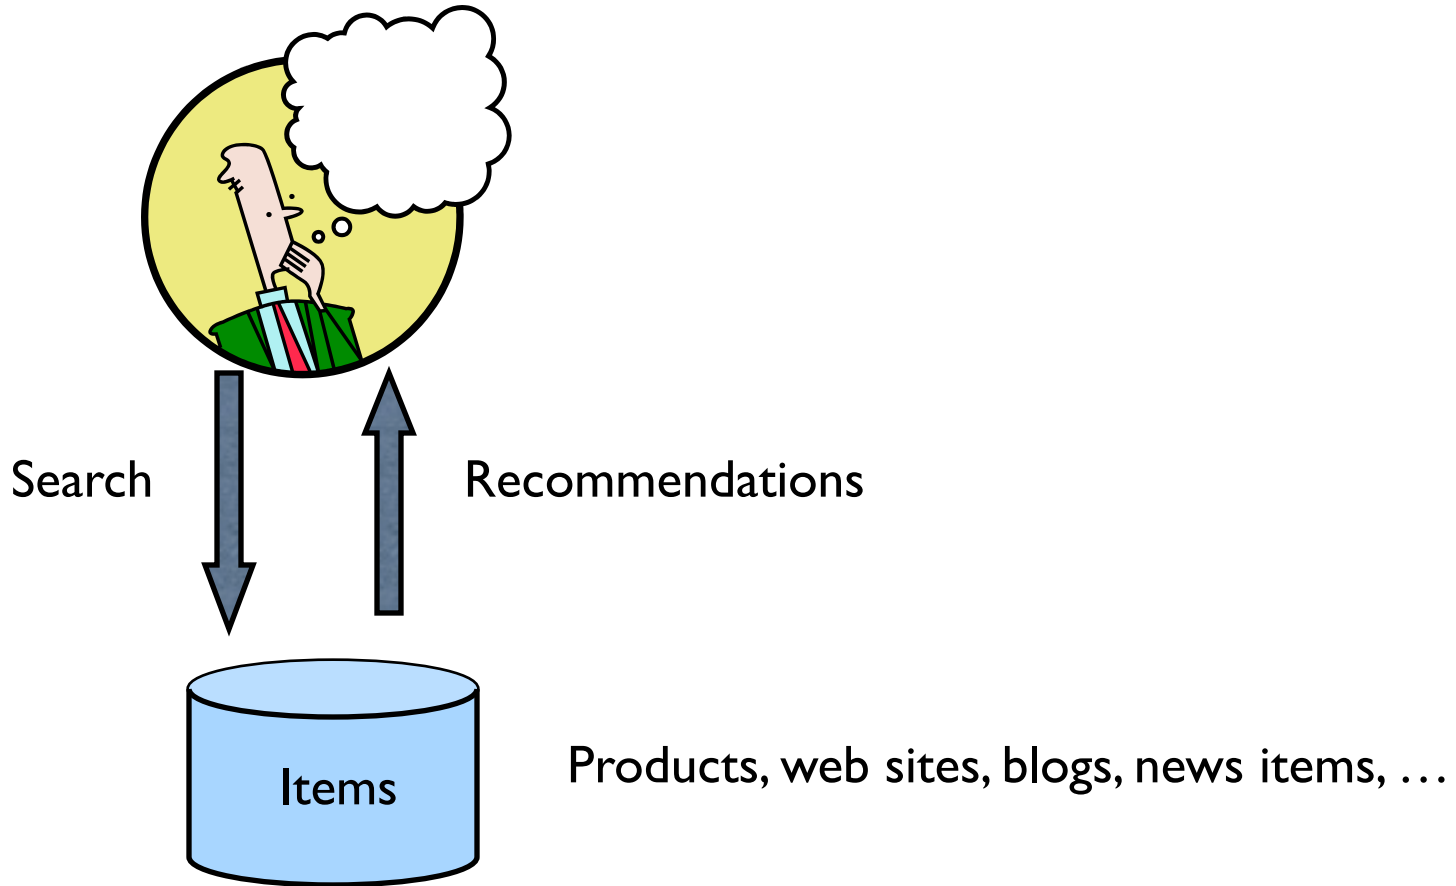 Search
Recommendations
Items
Products, web sites, blogs, news items, …